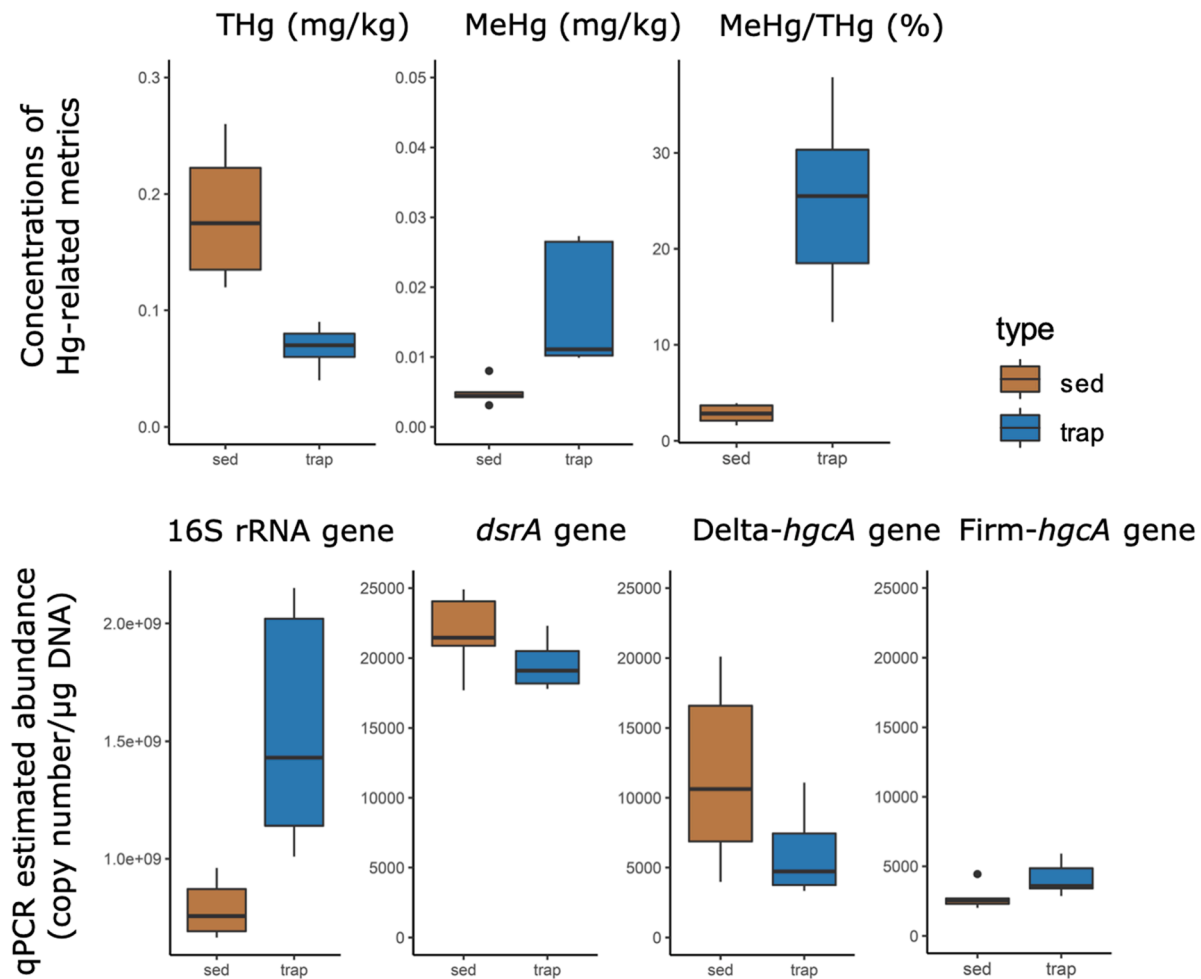 THg (mg/kg) MeHg (mg/kg) MeHg/THg (%)
Concentrations of
Hg-related metrics
0.3
0.2
0.1
0.0
sed trap
0.05
0.04
0.03
0.02
0.01
0.00
sed trap
30
20
10
0
sed trap
type
sed
trap
16S rRNA gene dsrA gene Delta-hgcA gene Firm-hgcA gene
qPCR estimated abundance
(copy number/µg DNA)
2.0e+09
1.5e+09
1.0e+09
sed trap
25000
20000
15000
10000
5000
0
sed trap
25000
20000
15000
10000
5000
0
sed trap
25000
20000
15000
10000
5000
0
sed trap